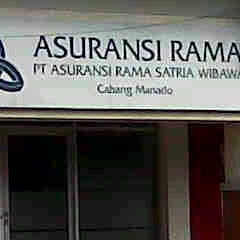 ASURANSI RAMA
PT ASURANSI RAMA SATRIA WIBAWA
Cabang Manado